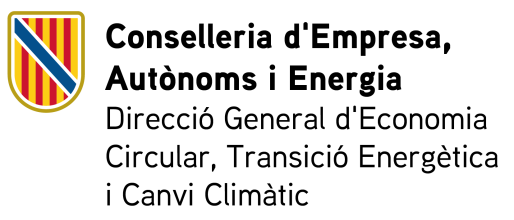 Conselleria d'Empresa,
Autònoms i Energia
Direcció General d'Economia
Circular, Transició Energètica
i Canvi Climàtic